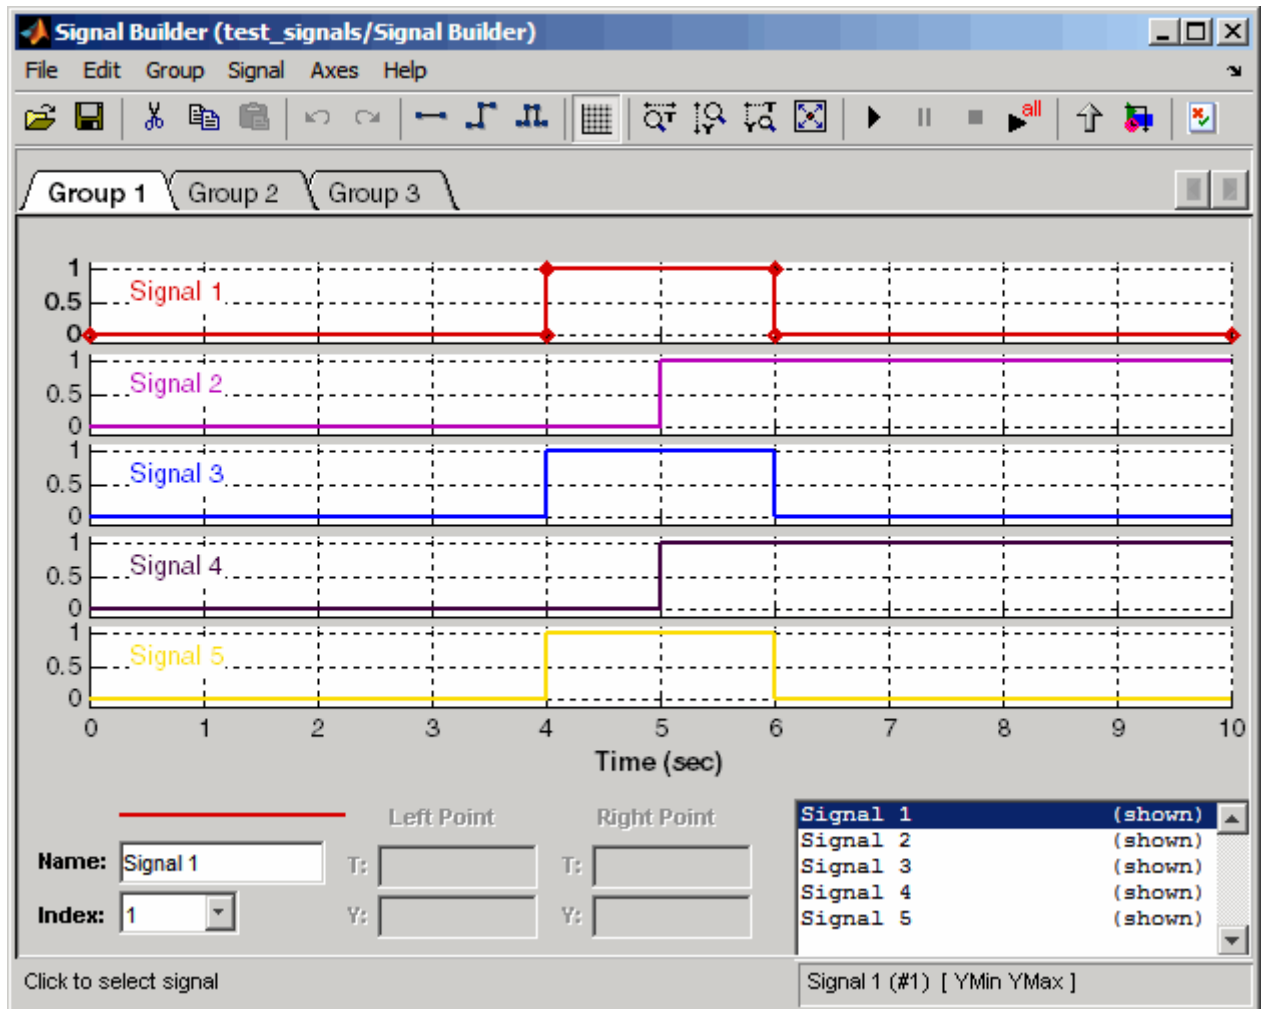 Signal Builder (test_signals/Signal Builder)
File Edit Group Signal Axes Help
all
Group 1 Group 2 Group 3
1
Signal 1
0.5
0
1
Signal 2
0.5
0
1
Signal 3
0.5
0
1
Signal 4
0.5
0
1
Signal 5
0.5
0
0 1 2 3 4 5 6 7 8 9 10
Time (sec)
Left Point Right Point
Name: Signal 1 T: T:
Index: 1 Y: Y:
Signal 1 (shown)
Signal 2 (shown)
Signal 3 (shown)
Signal 4 (shown)
Signal 5 (shown)
Click to select signal
Signal 1 (#1) [ YMin YMax ]